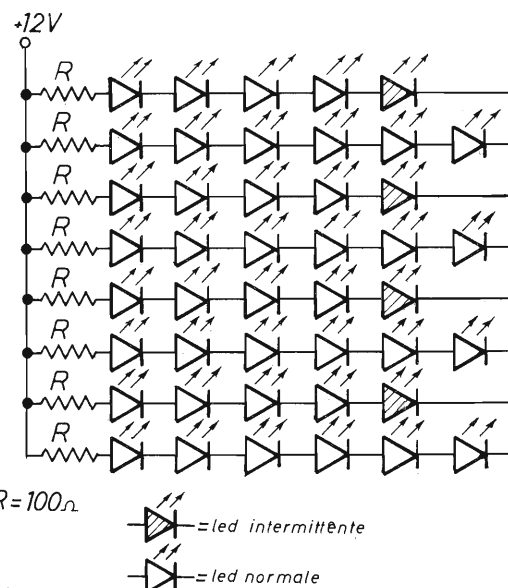 +12V
R
R
R
R
R
R
R
R
R=100Ω
=led intermittente
=led normale